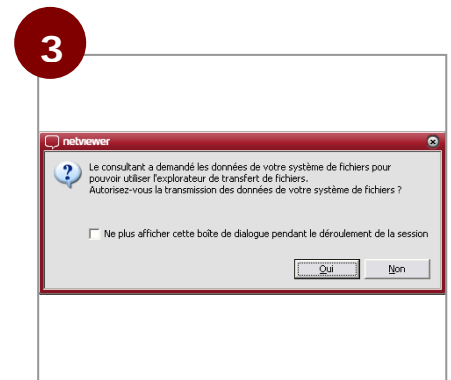 3
netviewer
Le consultant a demandé les données de votre système de fichiers pour
pouvoir utiliser l'explorateur de transfert de fichiers.
Autorisez-vous la transmission des données de votre système de fichiers ?
Ne plus afficher cette boîte de dialogue pendant le déroulement de la session
Oui Non